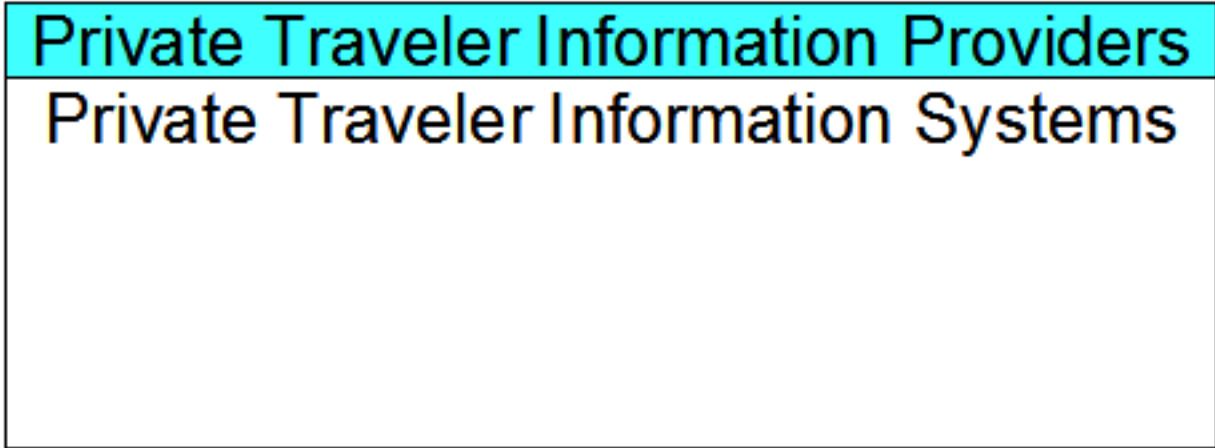 Private Traveler Information Providers
Private Traveler Information Systems